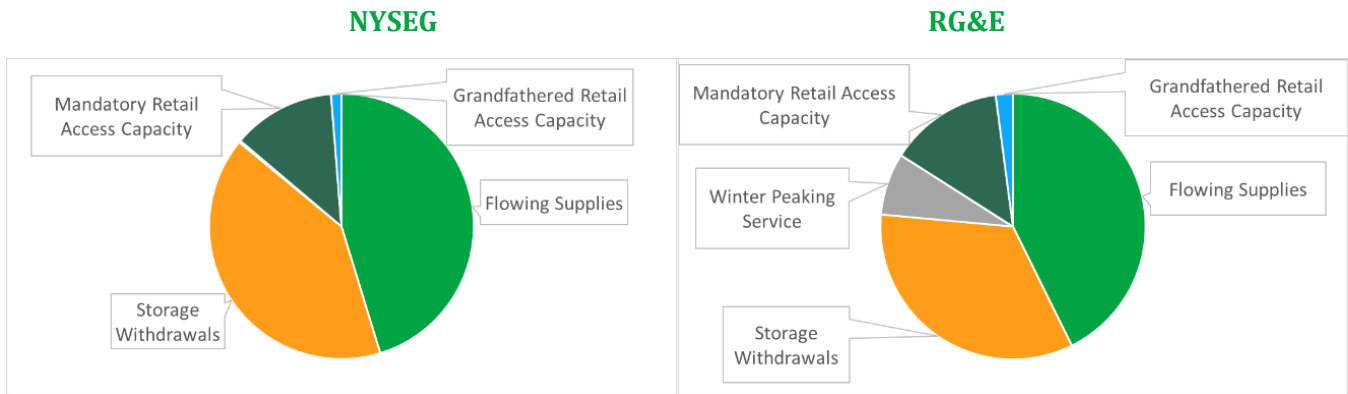 NYSEG
Mandatory Retail
Access Capacity
Grandfathered Retail
Access Capacity
Flowing Supplies
Storage
Withdrawals
RG&E
Mandatory Retail Access
Capacity
Grandfathered Retail
Access Capacity
Winter Peaking
Service
Flowing Supplies
Storage
Withdrawals